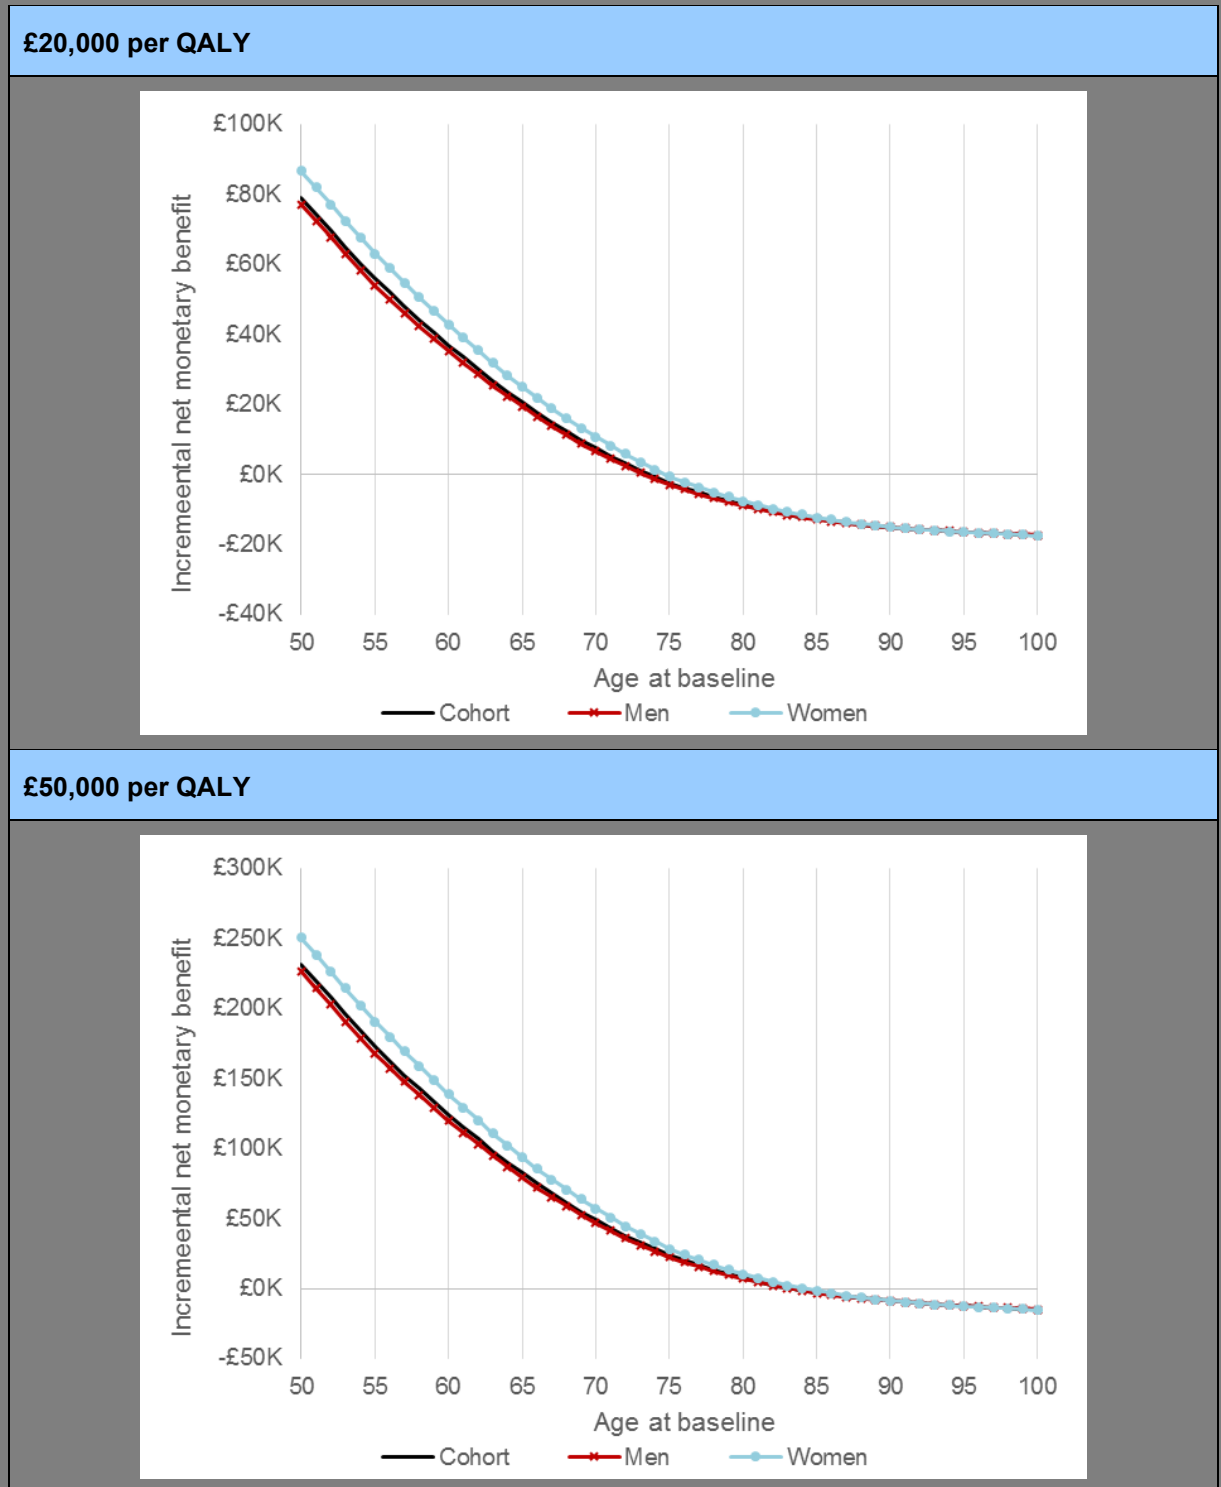 £20,000 per QALY
Incremeental net monetary benefit
£100K
£80K
£60K
£40K
£20K
£0K
-£20K
-£40K
50 55 60 65 70 75 80 85 90 95 100
Age at baseline
Cohort Men Women
£50,000 per QALY
Incremeental net monetary benefit
£300K
£250K
£200K
£150K
£100K
£50K
£0K
-£50K
50 55 60 65 70 75 80 85 90 95 100
Age at baseline
Cohort Men Women